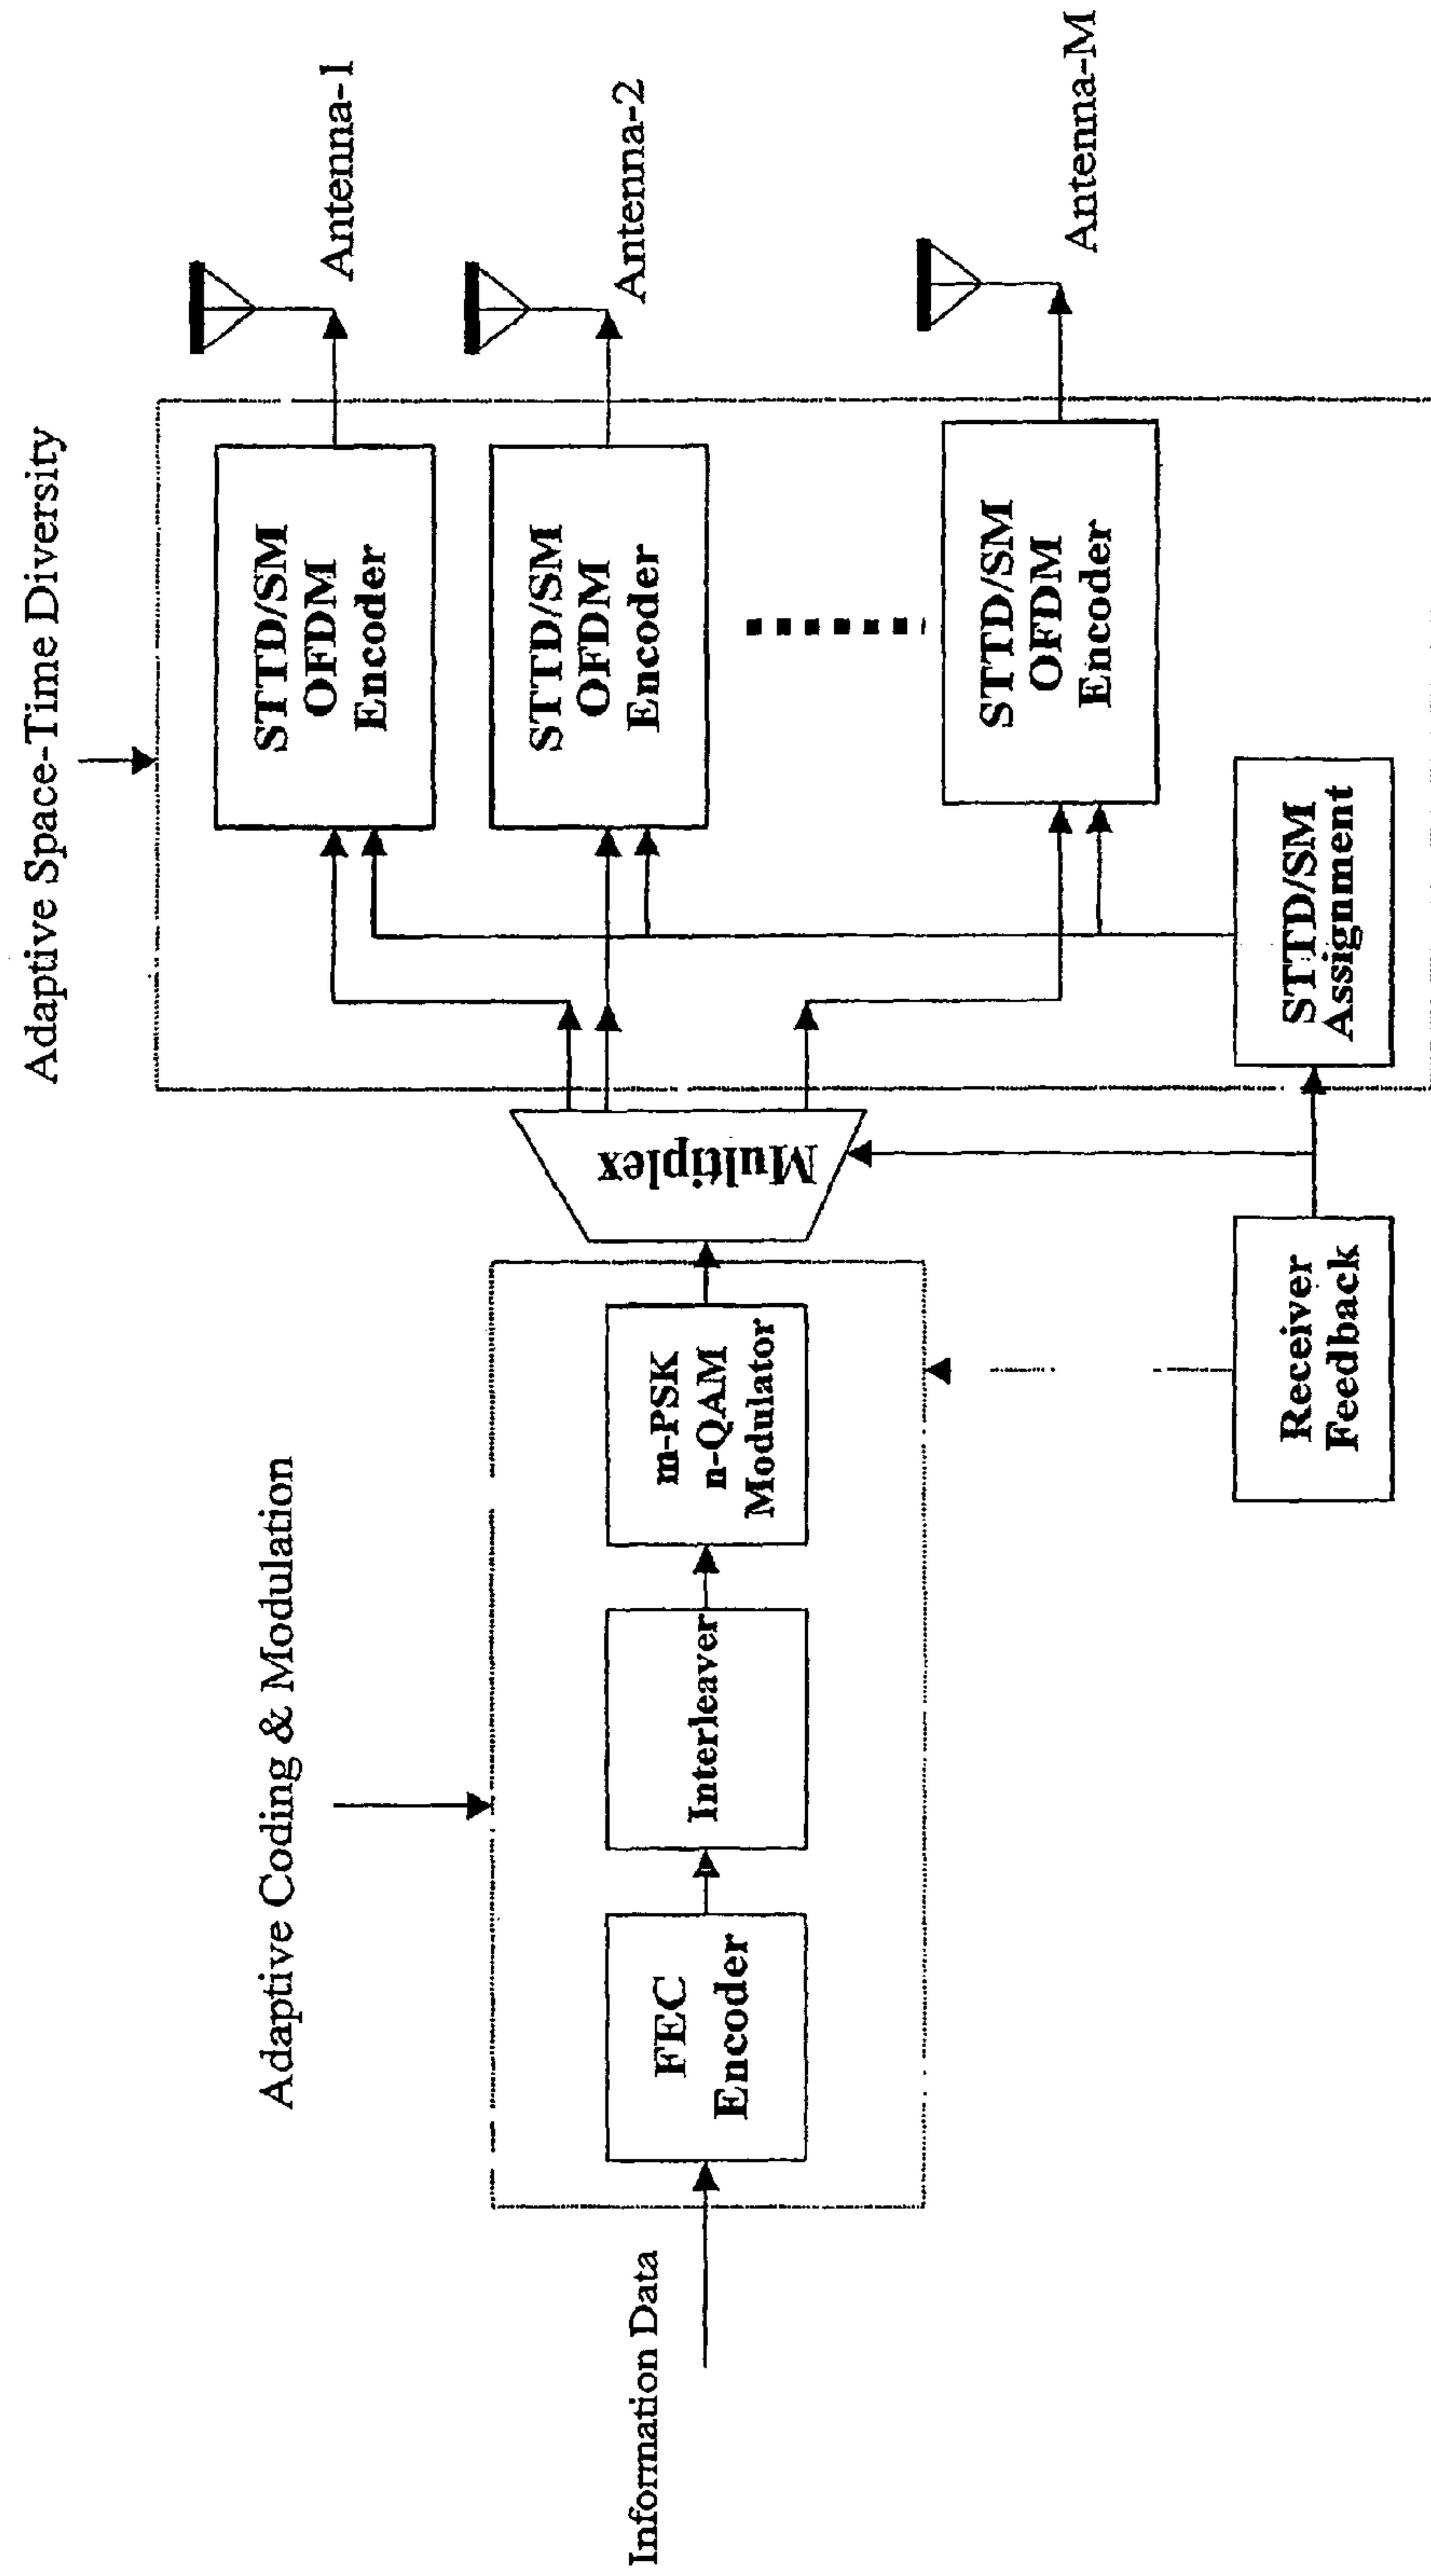 Adaptive Space-Time Diversity
Adaptive Coding & Modulation
Information Data
FEC
Encoder
Interleaver
m-PSK
n-QAM
Modulator
Multiplex
STTD/SM
OFDM
Encoder
Antenna-1
STTD/SM
OFDM
Encoder
Antenna-2
STTD/SM
OFDM
Encoder
Antenna-M
Receiver
Feedback
STTD/SM
Assignment